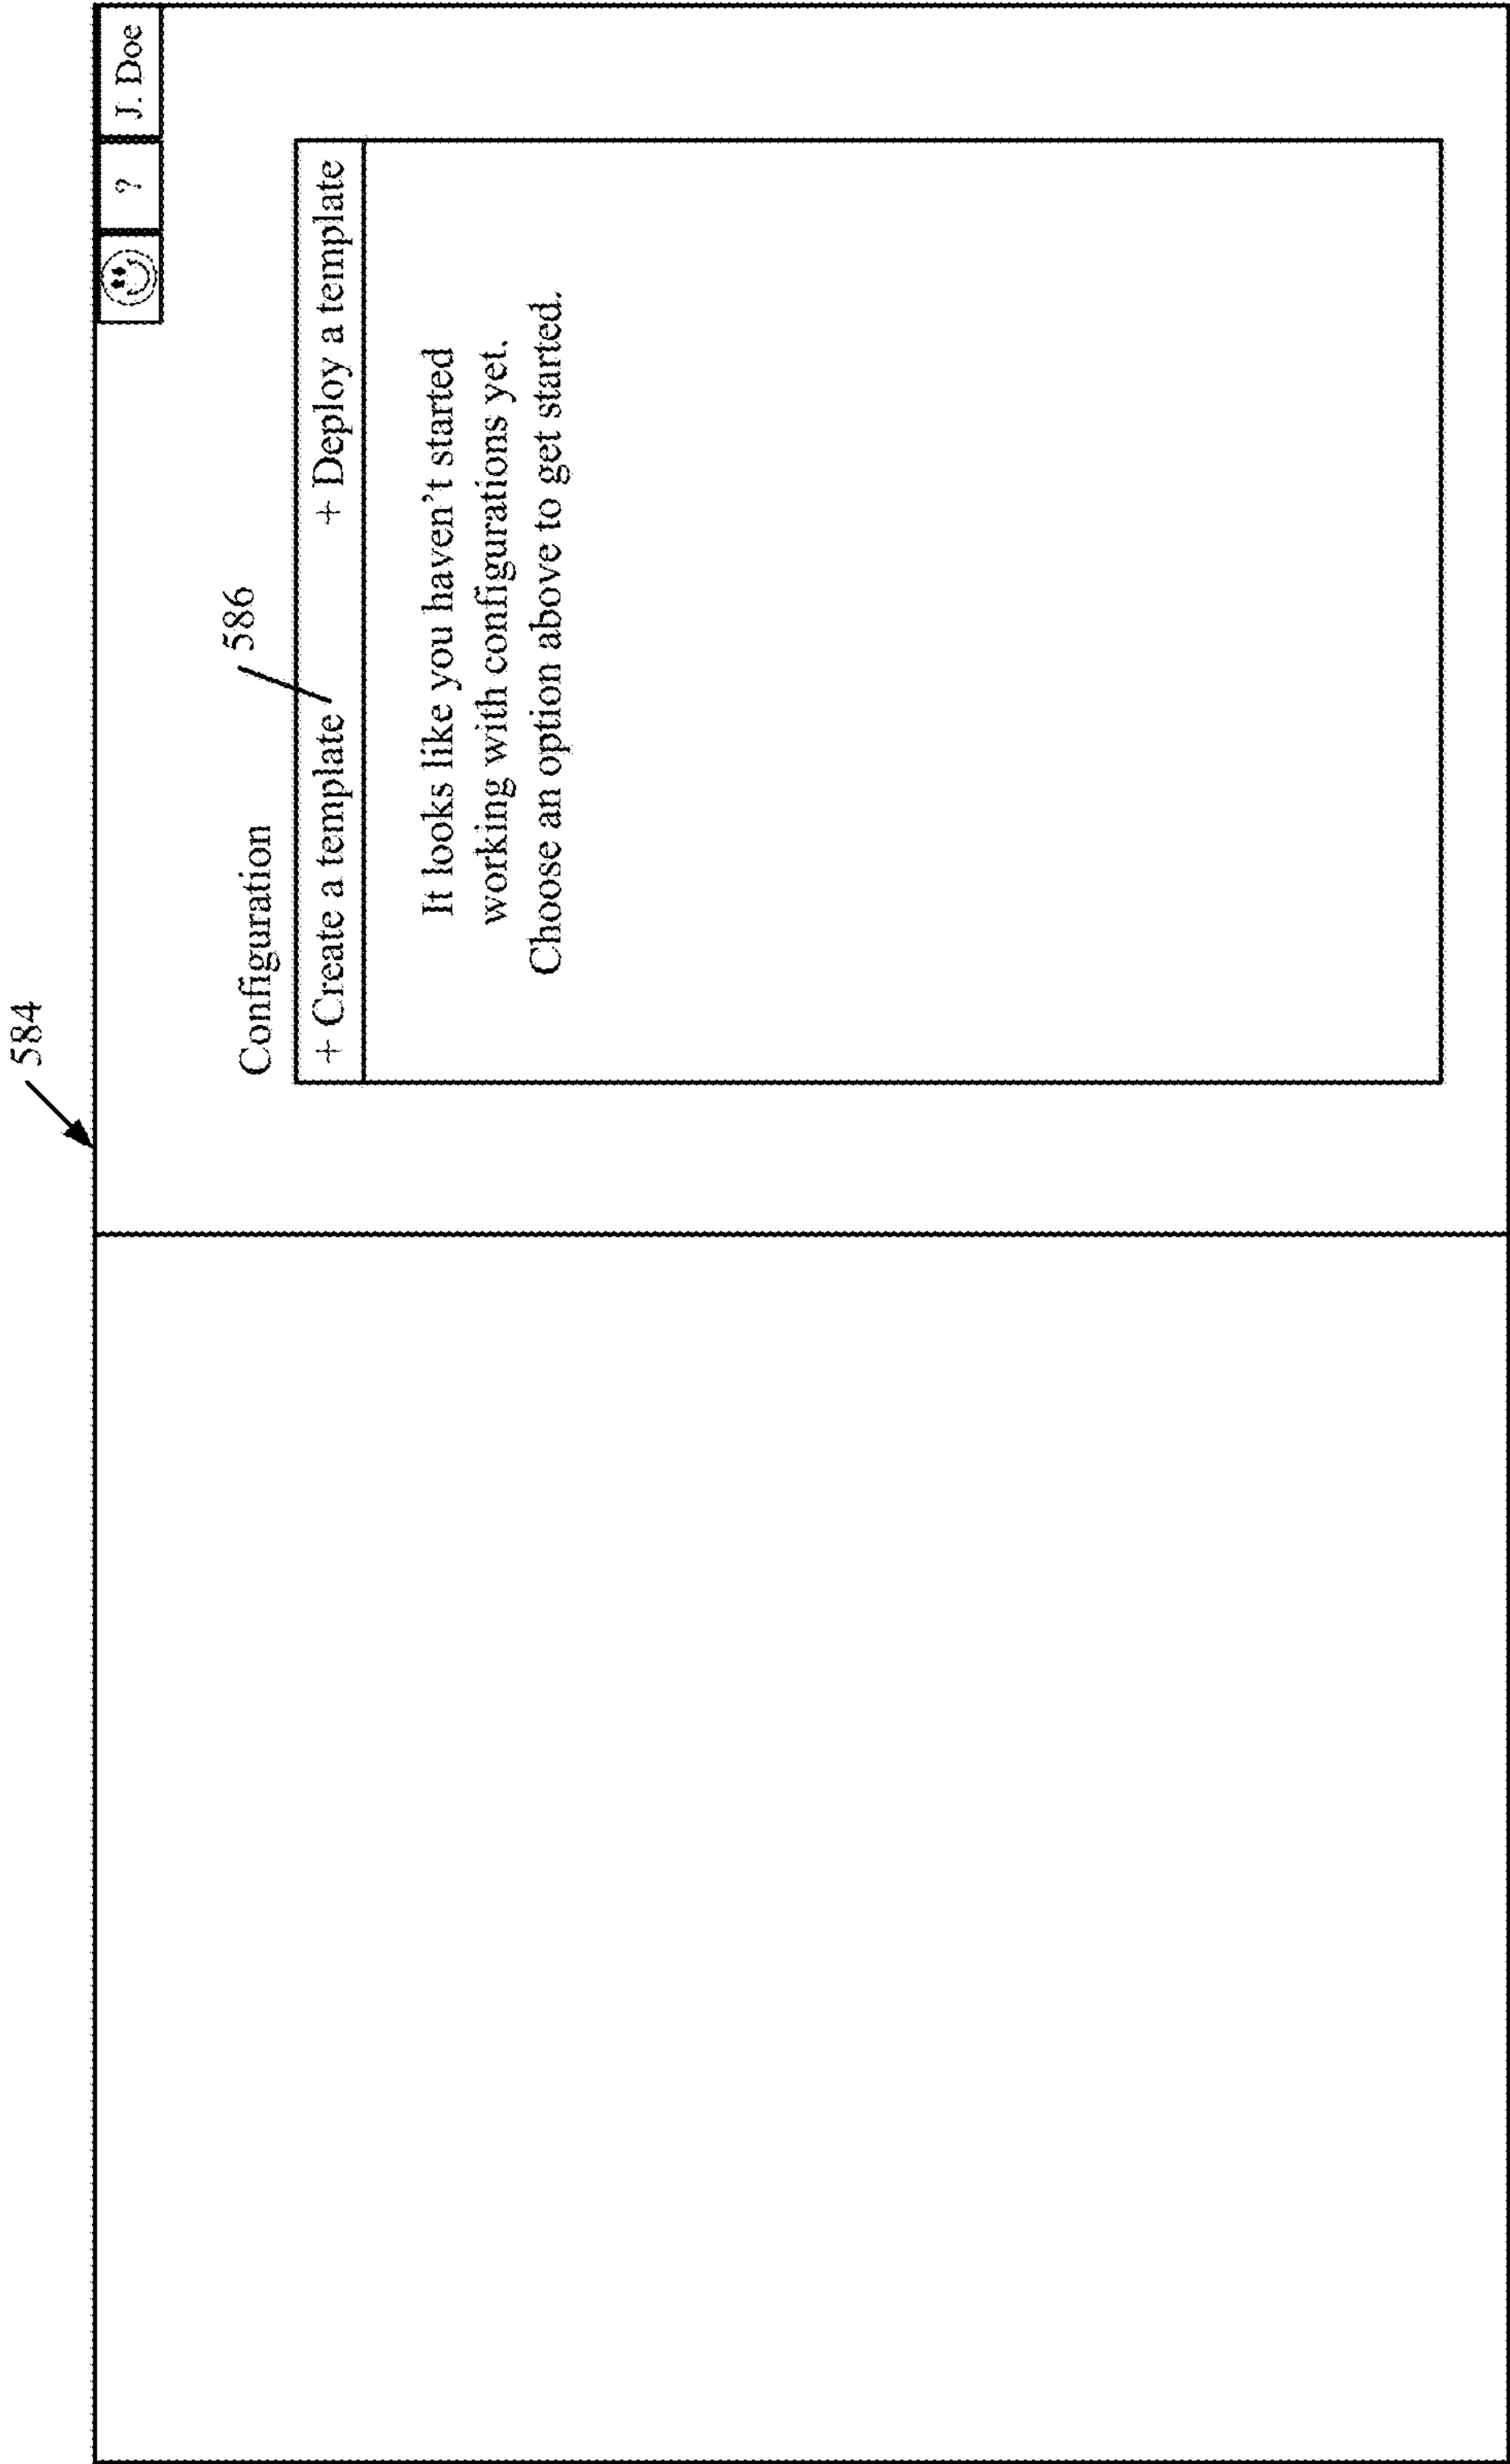 584
? J. Doe
Configuration
586
+ Create a template + Deploy a template
It looks like you haven't started
working with configurations yet.
Choose an option above to get started.